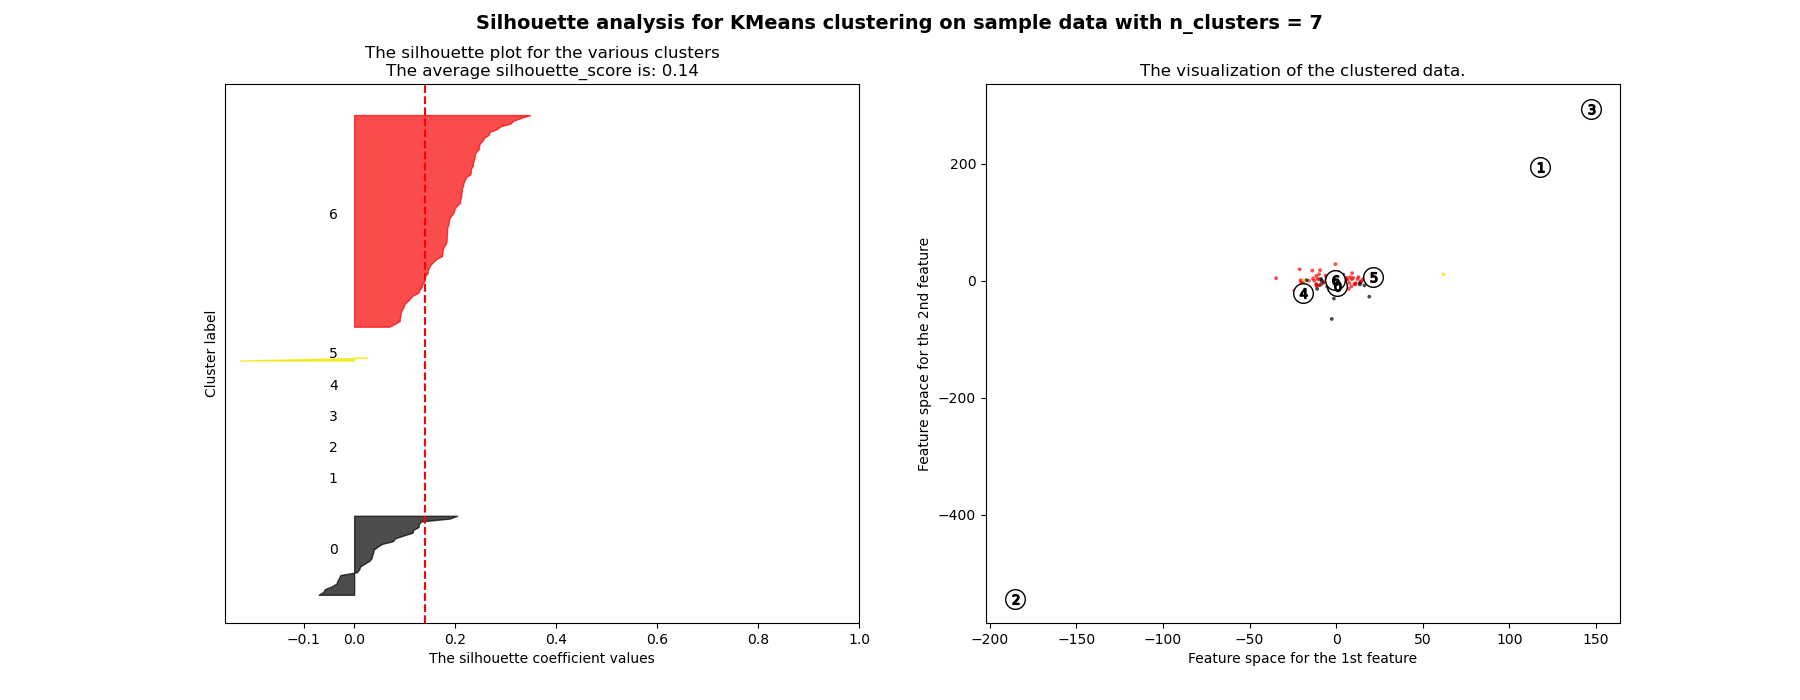 Silhouette analysis for KMeans clustering on sample data with n_clusters = 7
The silhouette plot for the various clusters
The average silhouette_score is: 0.14
Cluster label
6
5
4
3
2
1
0
−0.1 0.0 0.2 0.4 0.6 0.8 1.0
The silhouette coefficient values
The visualization of the clustered data.
Feature space for the 2nd feature
200
0
−200
−400
3
1
6
5
0
4
2
−200 −150 −100 −50 0 50 100 150
Feature space for the 1st feature